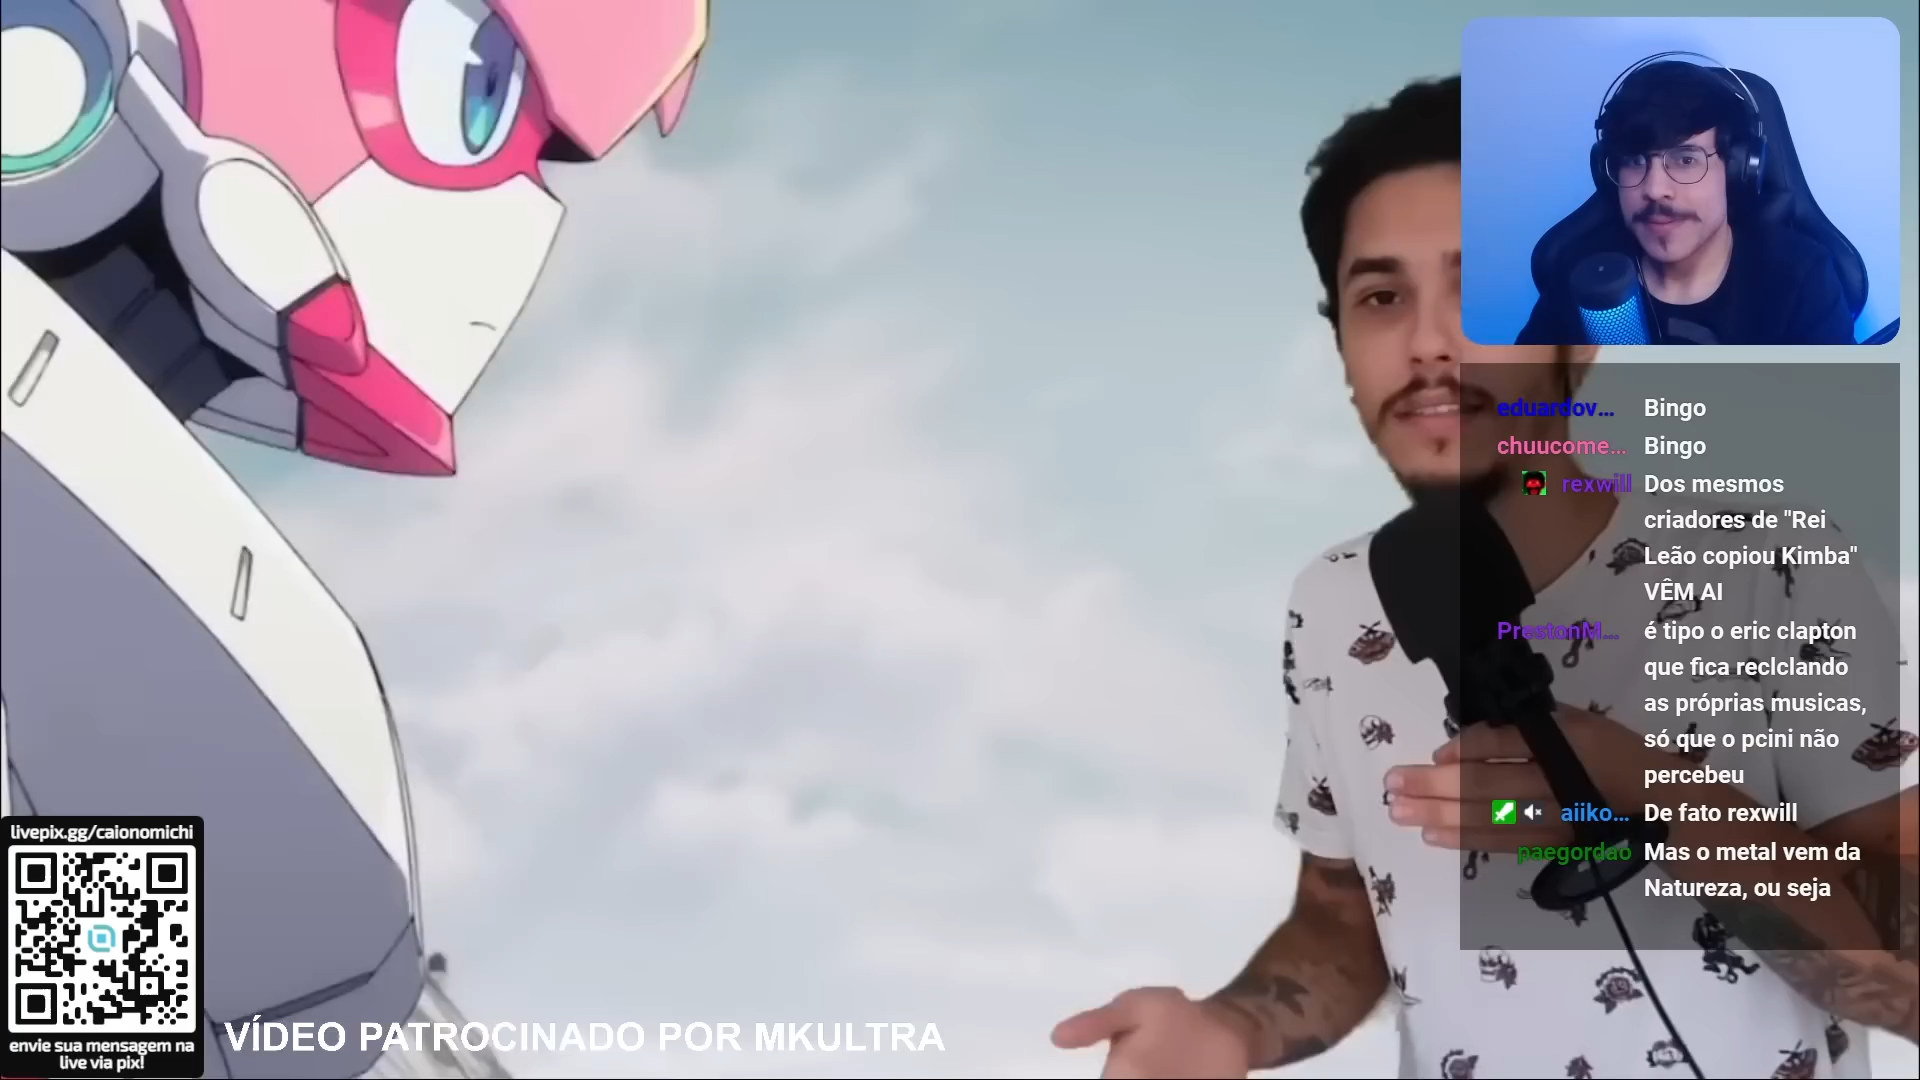 eduardov... Bingo
chuucome... Bingo
rexwill Dos mesmos
criadores de "Rei
Leão copiou Kimba"
VÊM AI
PrestonM... é tipo o eric clapton
que fica reclclando
as próprias musicas,
só que o pcini não
percebeu
aiiko... De fato rexwill
paegordao Mas o metal vem da
Natureza, ou seja
livepix.gg/caionomichi
envie sua mensagem na
live via pix!
VÍDEO PATROCINADO POR MKULTRA